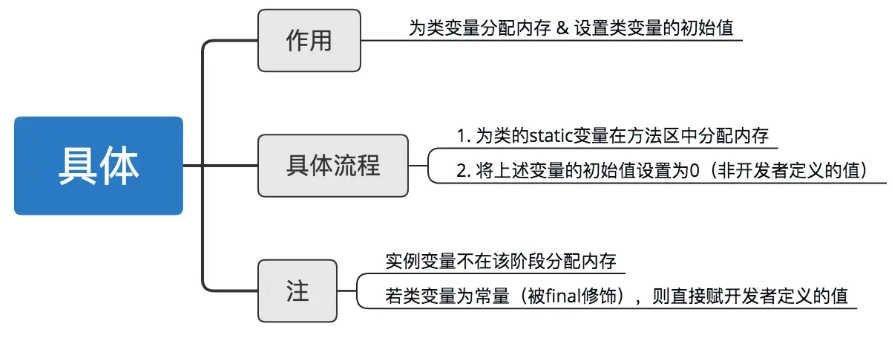 具体
作用
为类变量分配内存 & 设置类变量的初始值
具体流程
1. 为类的static变量在方法区中分配内存
2. 将上述变量的初始值设置为0（非开发者定义的值）
注
实例变量不在该阶段分配内存
若类变量为常量（被final修饰），则直接赋开发者定义的值